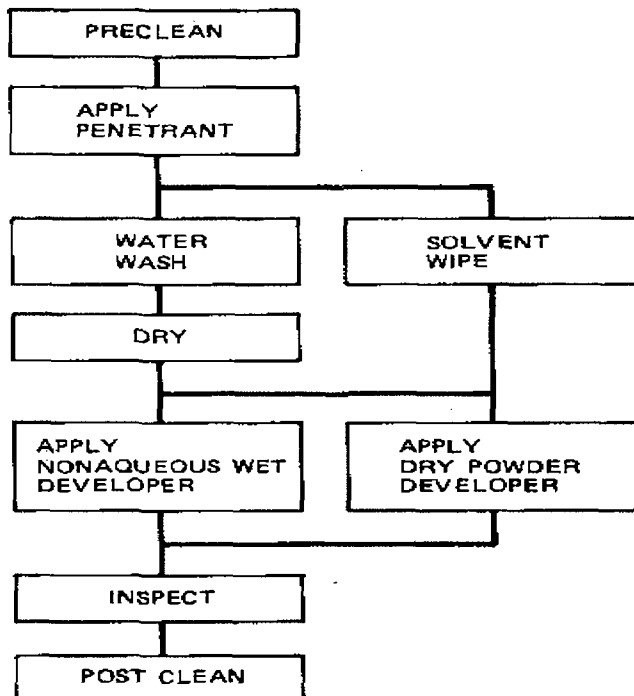 PRECLEAN
APPLY
PENETRANT
WATER
WASH
SOLVENT
WIPE
DRY
APPLY
NONAQUEOUS WET
DEVELOPER
APPLY
DRY POWDER
DEVELOPER
INSPECT
POST CLEAN